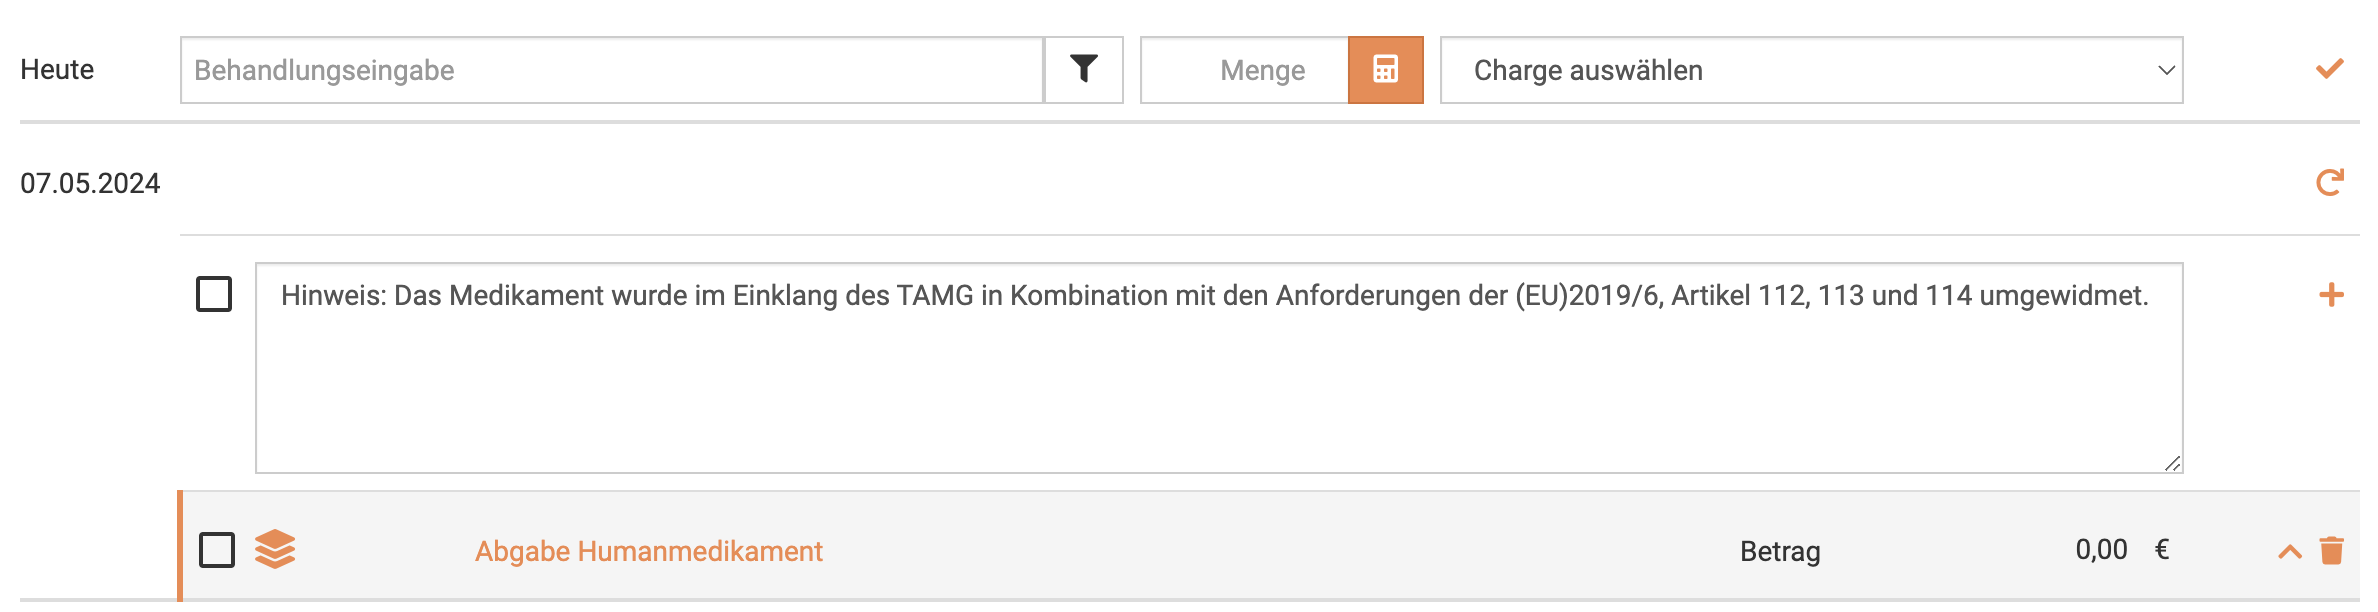 Heute
Behandlungseingabe
Menge
Charge auswählen
07.05.2024
Hinweis: Das Medikament wurde im Einklang des TAMG in Kombination mit den Anforderungen der (EU)2019/6, Artikel 112, 113 und 114 umgewidmet.
Abgabe Humanmedikament
Betrag
0,00 €